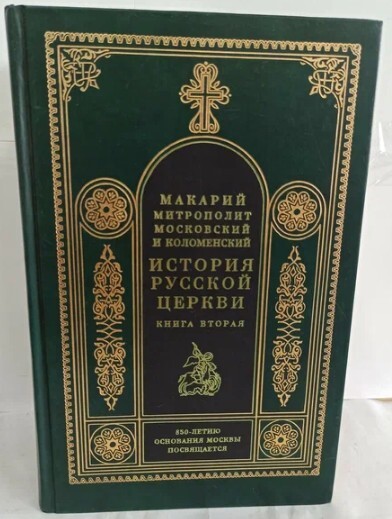 МАКАРИЙ
МИТРОПОЛИТ
МОСКОВСКИЙ
И КОЛОМЕНСКИЙ
ИСТОРИЯ
РУССКОЙ
ЦЕРКВИ
КНИГА ВТОРАЯ
850-ЛЕТИЮ
ОСНОВАНИЯ МОСКВЫ
ПОСВЯЩАЕТСЯ